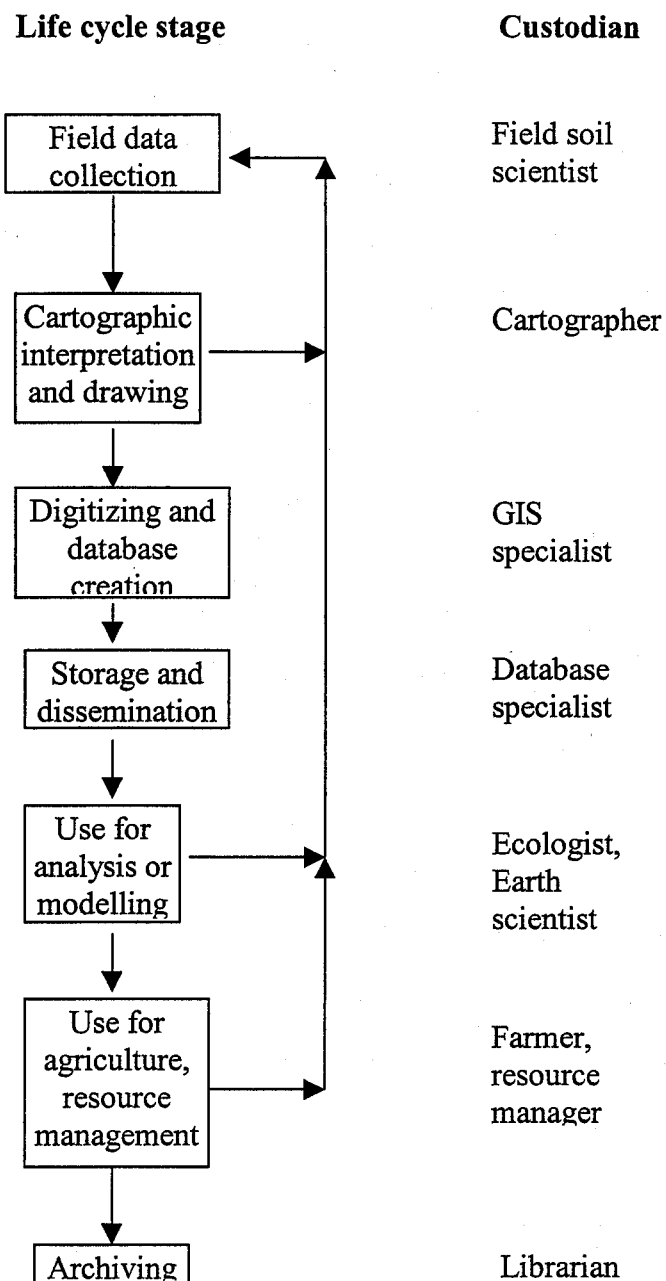 Life cycle stage Custodian
Field data
collection
Field soil
scientist
Cartographic
interpretation
and drawing
Cartographer
Digitizing and
database
creation
GIS
specialist
Storage and
dissemination
Database
specialist
Use for
analysis or
modelling
Ecologist,
Earth
scientist
Use for
agriculture,
resource
management
Farmer,
resource
manager
Archiving
Librarian